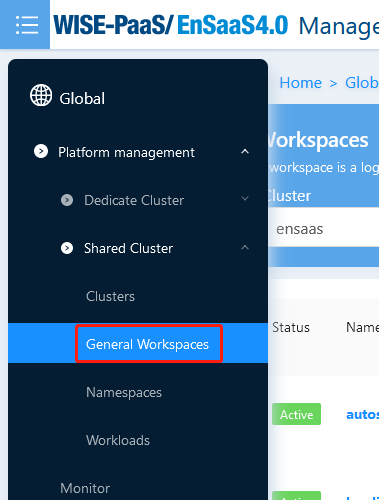 WISE-PaaS/ EnSaaS4.0 Manage
Home > Glob
Global
Workspaces
Platform management
workspace is a log
Cluster
Dedicate Cluster
ensaas
Shared Cluster
Clusters
Status Name
General Workspaces
Namespaces
Active autos
Workloads
Monitor
Active